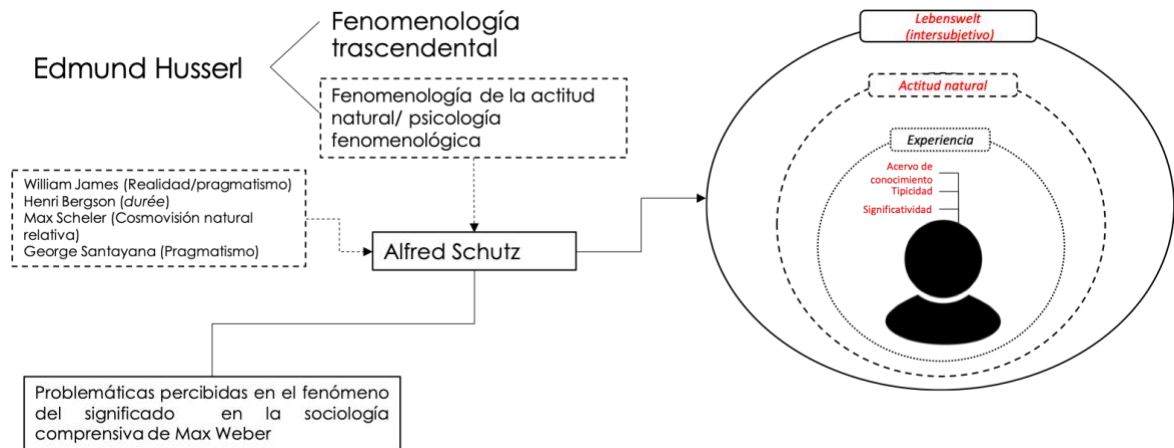 Edmund Husserl
Fenomenología
trascendental
Fenomenología de la actitud
natural/ psicología
fenomenológica
William James (Realidad/pragmatismo)
Henri Bergson (durée)
Max Scheler (Cosmovisión natural
relativa)
George Santayana (Pragmatismo)
Alfred Schutz
Problemáticas percibidas en el fenómeno
del significado en la sociología
comprensiva de Max Weber
Lebenswelt
(intersubjetivo)
Actitud natural
Experiencia
Acervo de
conocimiento
Tipicidad
Significatividad